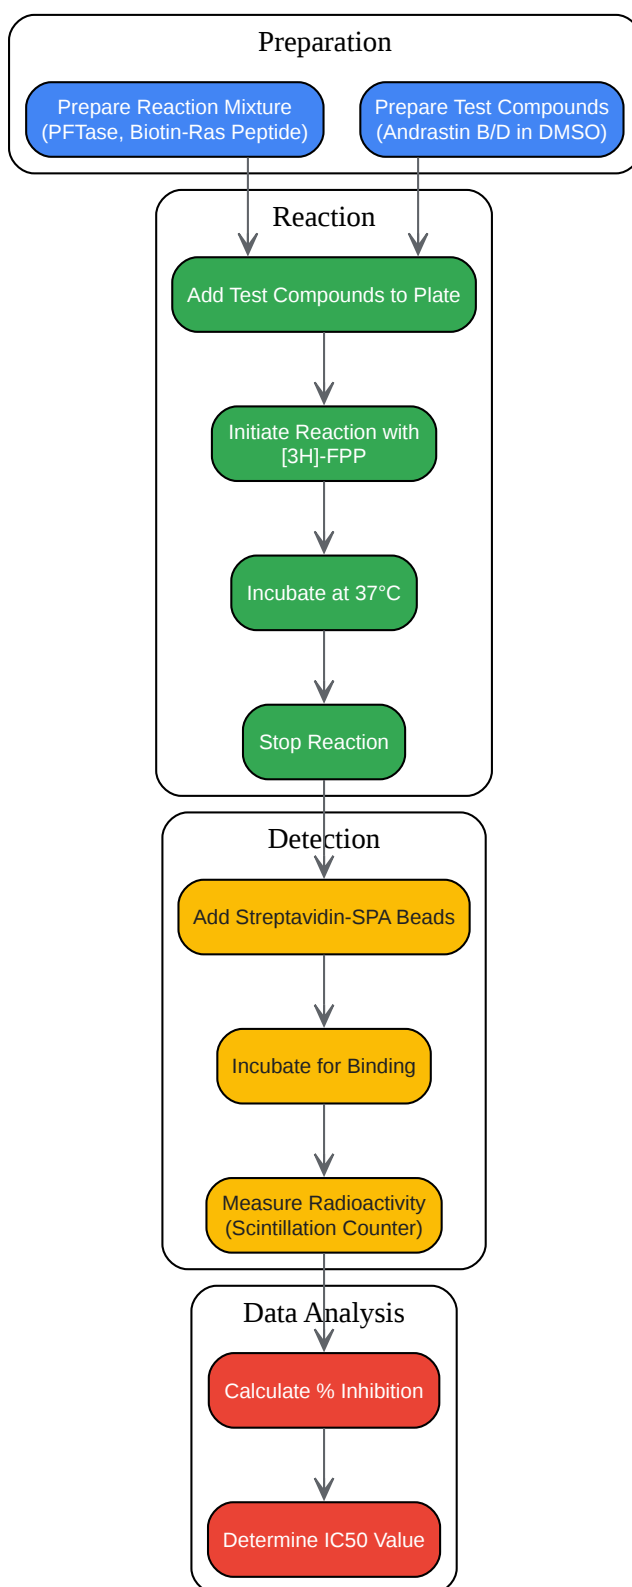 Preparation
Prepare Reaction Mixture
(PFTase, Biotin-Ras Peptide)
Prepare Test Compounds
(Andrastin B/D in DMSO)
Reaction
Add Test Compounds to Plate
Initiate Reaction with
[3H]-FPP
Incubate at 37°C
Stop Reaction
Detection
Add Streptavidin-SPA Beads
Incubate for Binding
Measure Radioactivity
(Scintillation Counter)
Data Analysis
Calculate % Inhibition
Determine IC50 Value